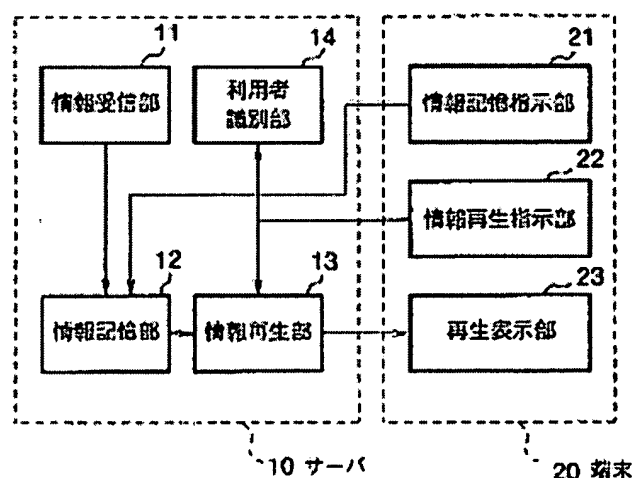 11
情報受信部
14
利用者
識別部
21
情報記憶指示部
22
情報再生指示部
12
情報記憶部
13
情報再生部
23
再生表示部
10 サーバ
20 端末